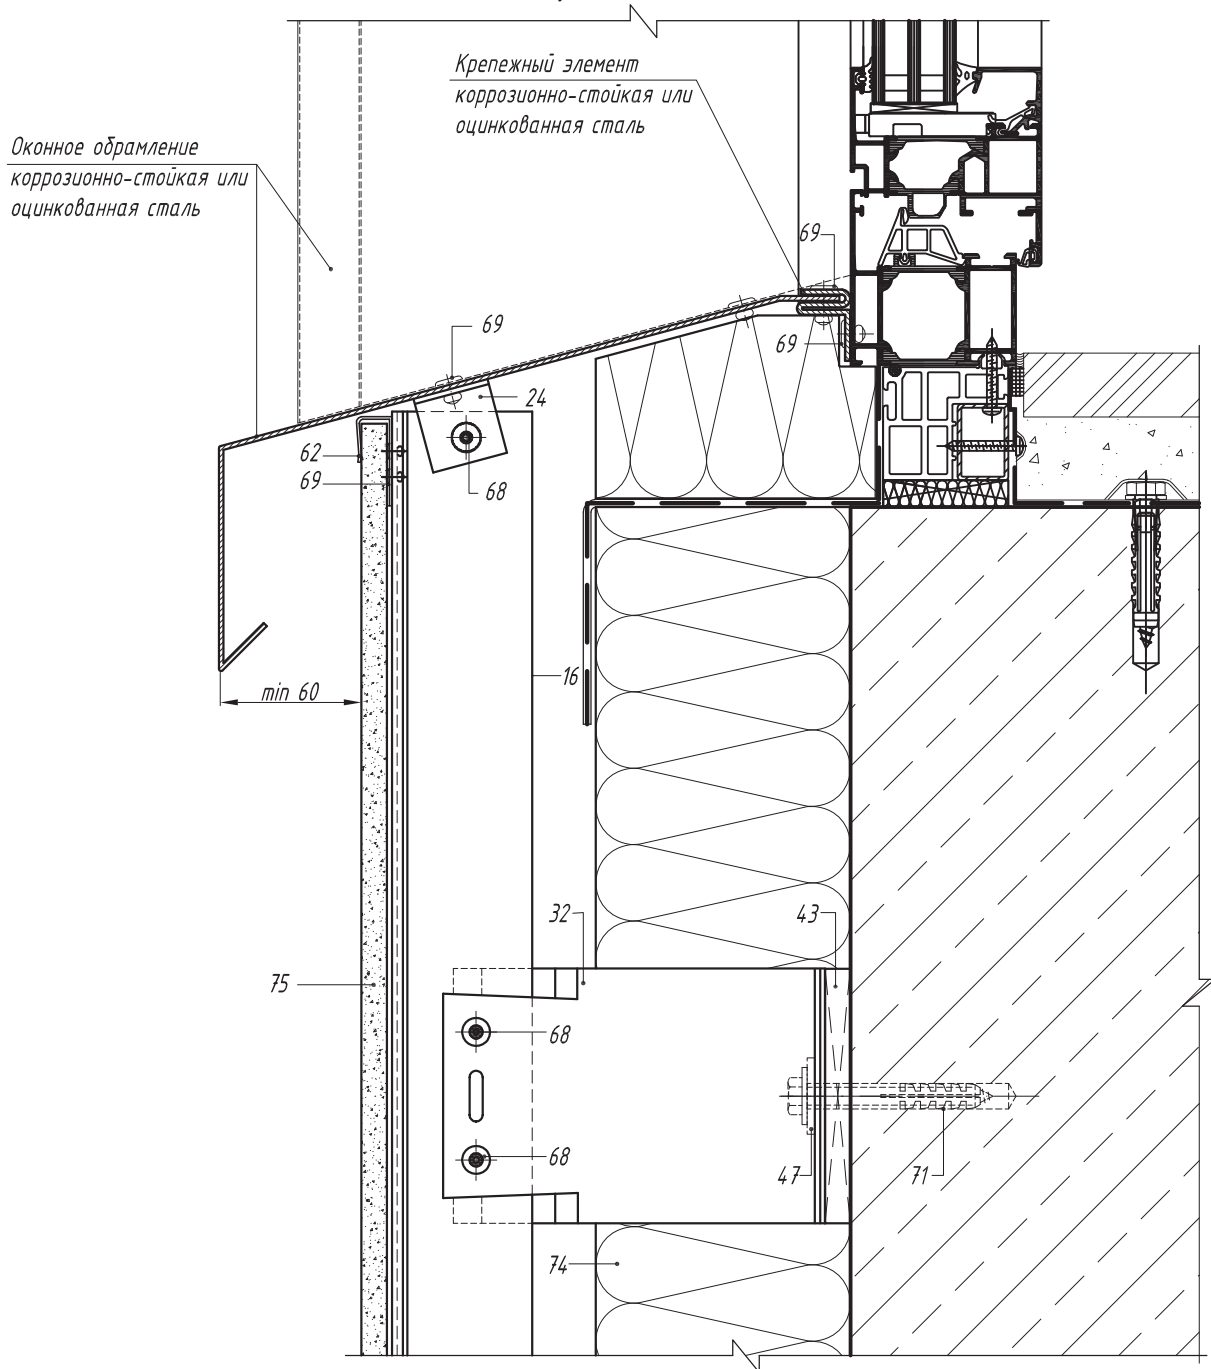 Крепежный элемент
коррозионно-стойкая или
оцинкованная сталь
Оконное обрамление
коррозионно-стойкая или
оцинкованная сталь
69
69
69
24
62
69
68
16
min 60
32
43
75
68
68
47
71
74